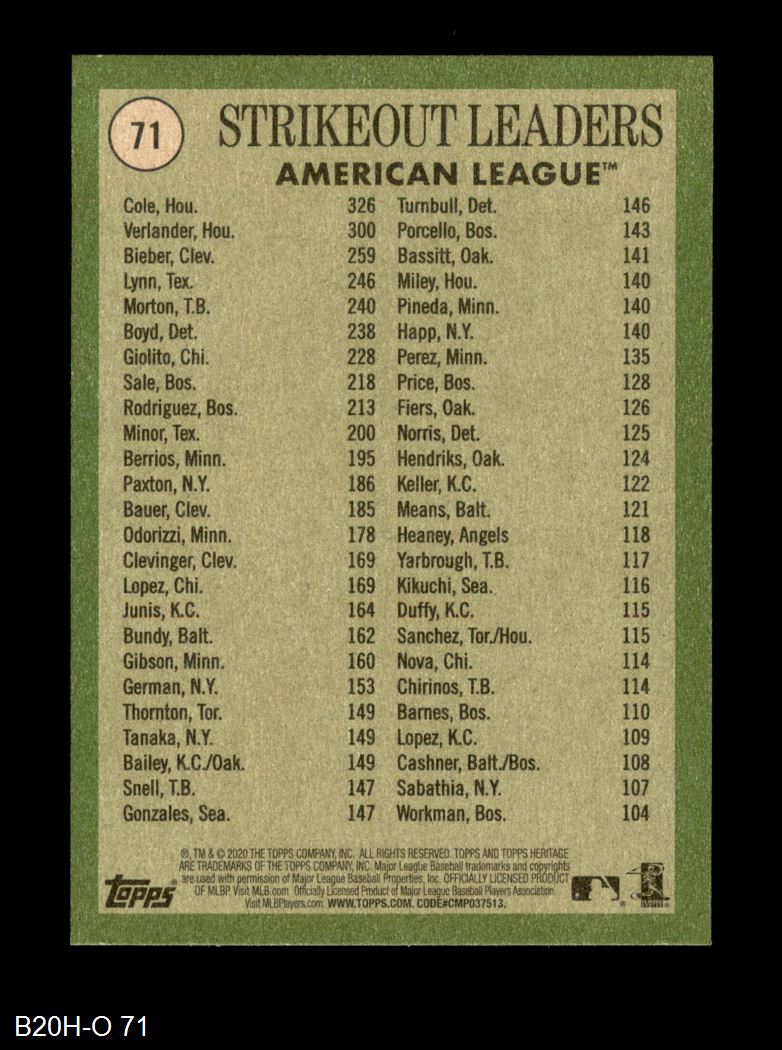 71
STRIKEOUT LEADERS
AMERICAN LEAGUE™
Cole, Hou. 326 Turnbull, Det. 146
Verlander, Hou. 300 Porcello, Bos. 143
Bieber, Clev. 259 Bassitt, Oak. 141
Lynn, Tex. 246 Miley, Hou. 140
Morton, T.B. 240 Pineda, Minn. 140
Boyd, Det. 238 Happ, N.Y. 140
Giolito, Chi. 228 Perez, Minn. 135
Sale, Bos. 218 Price, Bos. 128
Rodriguez, Bos. 213 Fiers, Oak. 126
Minor, Tex. 200 Norris, Det. 125
Berrios, Minn. 195 Hendriks, Oak. 124
Paxton, N.Y. 186 Keller, K.C. 122
Bauer, Clev. 185 Means, Balt. 121
Odorizzi, Minn. 178 Heaney, Angels 118
Clevinger, Clev. 169 Yarbrough, T.B. 117
Lopez, Chi. 169 Kikuchi, Sea. 116
Junis, K.C. 164 Duffy, K.C. 115
Bundy, Balt. 162 Sanchez, Tor./Hou. 115
Gibson, Minn. 160 Nova, Chi. 114
German, N.Y. 153 Chirinos, T.B. 114
Thornton, Tor. 149 Barnes, Bos. 110
Tanaka, N.Y. 149 Lopez, K.C. 109
Bailey, K.C./Oak. 149 Cashner, Balt./Bos. 108
Snell, T.B. 147 Sabathia, N.Y. 107
Gonzales, Sea. 147 Workman, Bos. 104
®, TM & © 2020 THE TOPPS COMPANY, INC. ALL RIGHTS RESERVED. TOPPS AND TOPPS HERITAGE
ARE TRADEMARKS OF THE TOPPS COMPANY, INC. Major League Baseball trademarks and copyrights
are used with permission of Major League Baseball Properties, Inc. OFFICIALLY LICENSED PRODUCT
OF MLBP. Visit MLB.com. Officially Licensed Product of Major League Baseball Players Association.
Visit MLBPlayers.com. WWW.TOPPS.COM. CODE#CMP037513.
Topps®
B20H-O 71